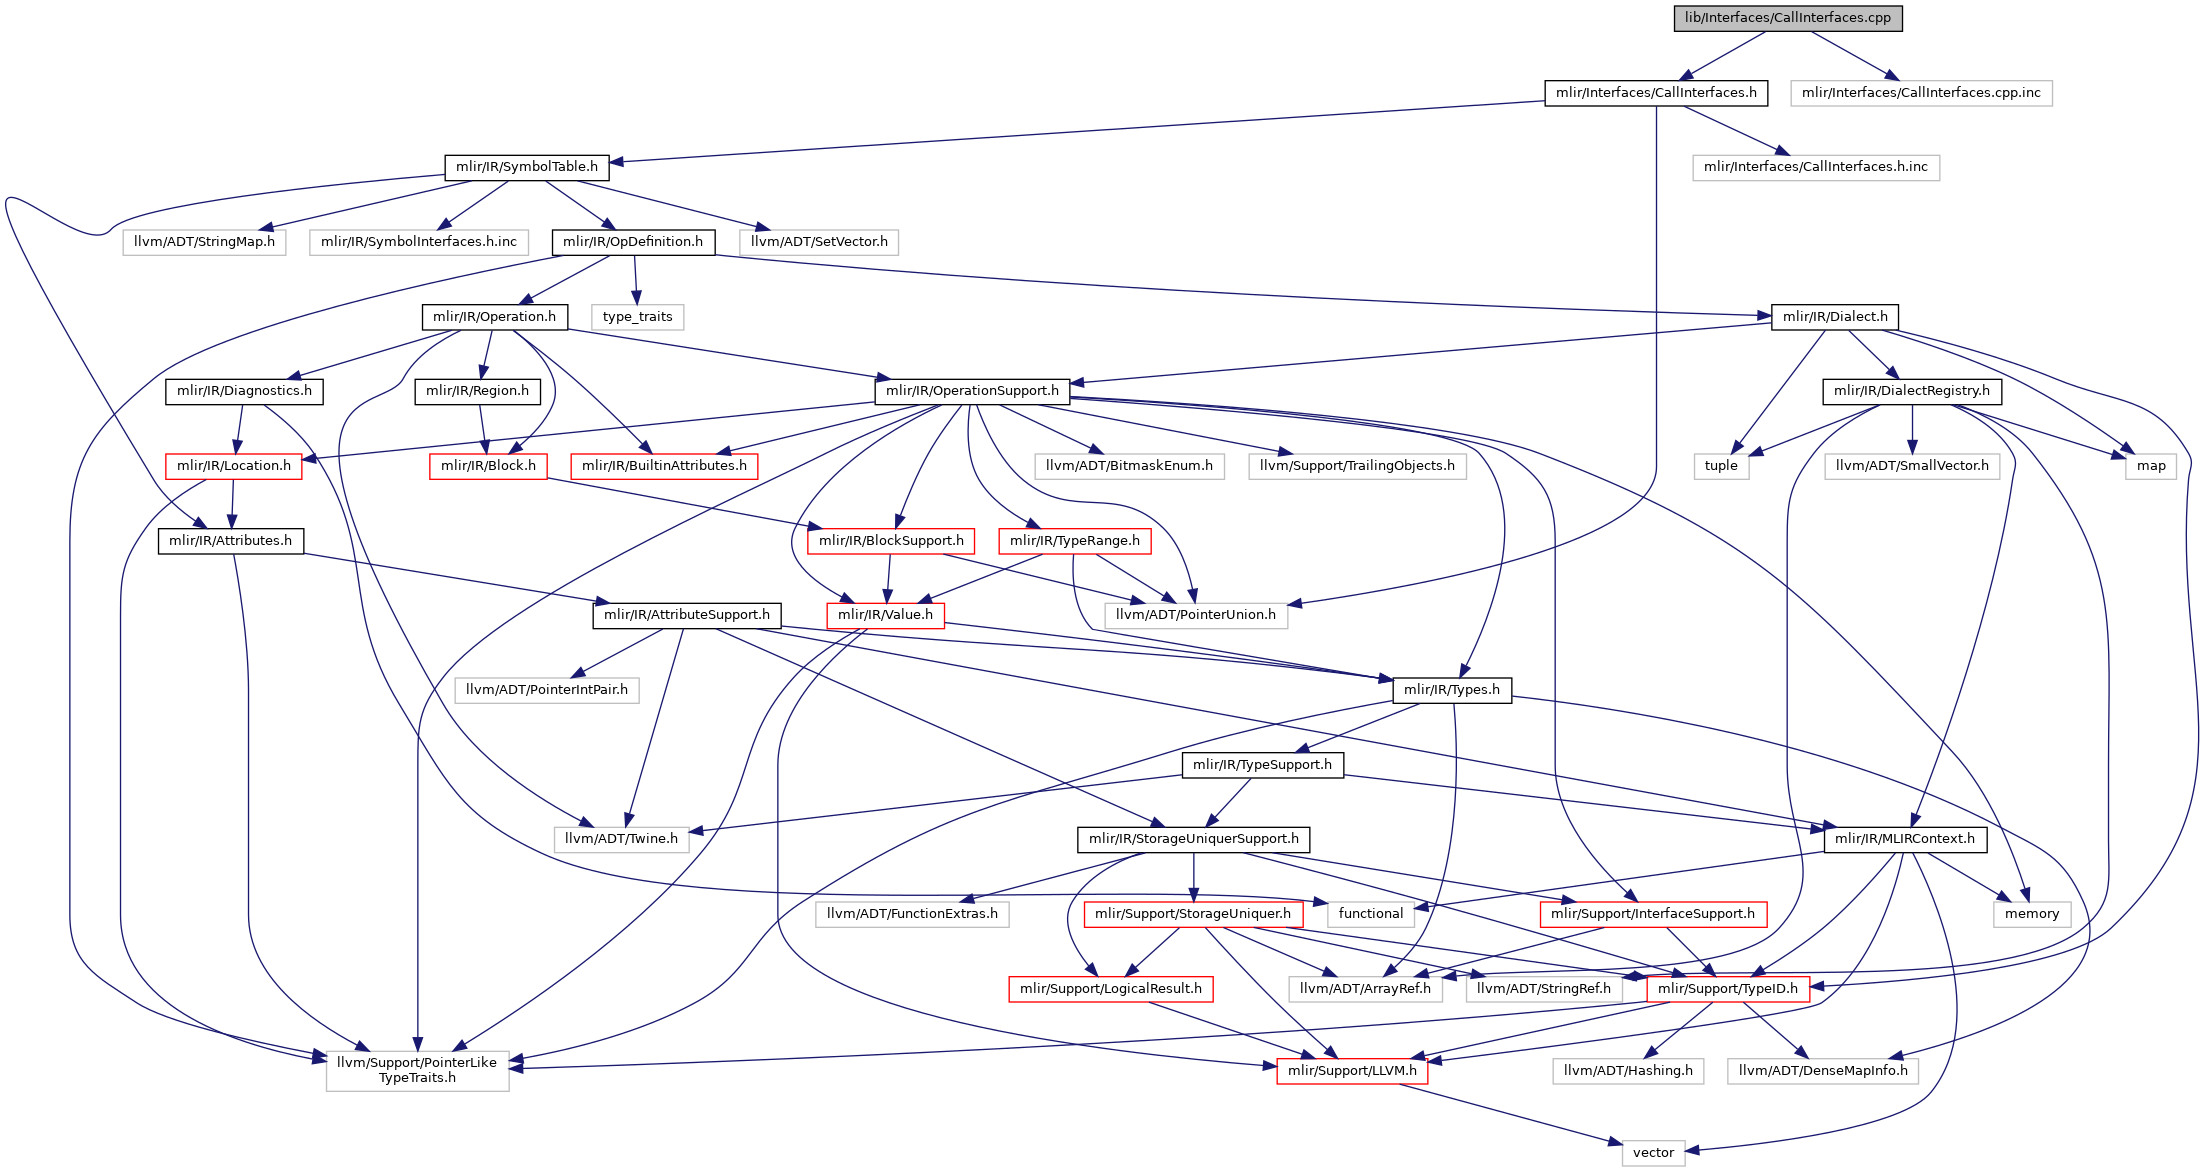 lib/Interfaces/CallInterfaces.cpp
mlir/Interfaces/CallInterfaces.h
mlir/Interfaces/CallInterfaces.cpp.inc
mlir/IR/SymbolTable.h
mlir/Interfaces/CallInterfaces.h.inc
llvm/ADT/StringMap.h
mlir/IR/SymbolInterfaces.h.inc
mlir/IR/OpDefinition.h
llvm/ADT/SetVector.h
mlir/IR/Operation.h
type_traits
mlir/IR/Dialect.h
mlir/IR/Diagnostics.h
mlir/IR/Region.h
mlir/IR/OperationSupport.h
mlir/IR/DialectRegistry.h
mlir/IR/Location.h
mlir/IR/Block.h
mlir/IR/BuiltinAttributes.h
llvm/ADT/BitmaskEnum.h
llvm/Support/TrailingObjects.h
tuple
llvm/ADT/SmallVector.h
map
mlir/IR/Attributes.h
mlir/IR/BlockSupport.h
mlir/IR/TypeRange.h
mlir/IR/AttributeSupport.h
mlir/IR/Value.h
llvm/ADT/PointerUnion.h
llvm/ADT/PointerIntPair.h
mlir/IR/Types.h
mlir/IR/TypeSupport.h
llvm/ADT/Twine.h
mlir/IR/StorageUniquerSupport.h
mlir/IR/MLIRContext.h
llvm/ADT/FunctionExtras.h
mlir/Support/StorageUniquer.h
functional
mlir/Support/InterfaceSupport.h
memory
mlir/Support/LogicalResult.h
llvm/ADT/ArrayRef.h
llvm/ADT/StringRef.h
mlir/Support/TypeID.h
llvm/Support/PointerLike
TypeTraits.h
mlir/Support/LLVM.h
llvm/ADT/Hashing.h
llvm/ADT/DenseMapInfo.h
vector